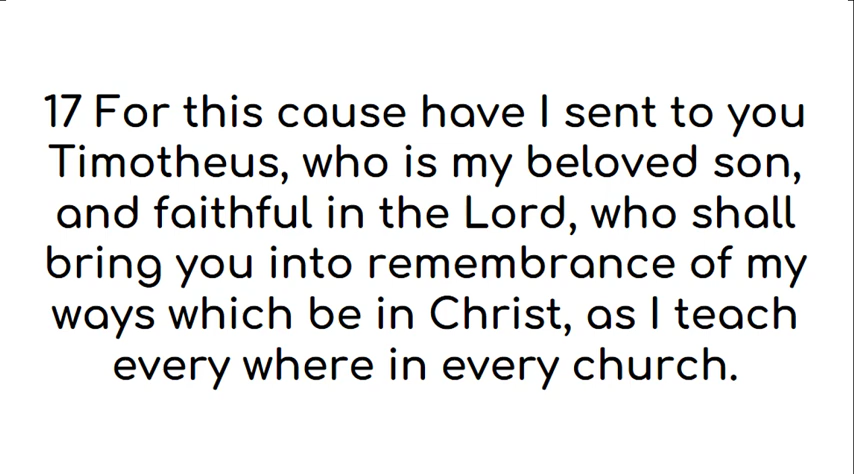 17 For this cause have I sent to you
Timotheus, who is my beloved son,
and faithful in the Lord, who shall
bring you into remembrance of my
ways which be in Christ, as I teach
every where in every church.